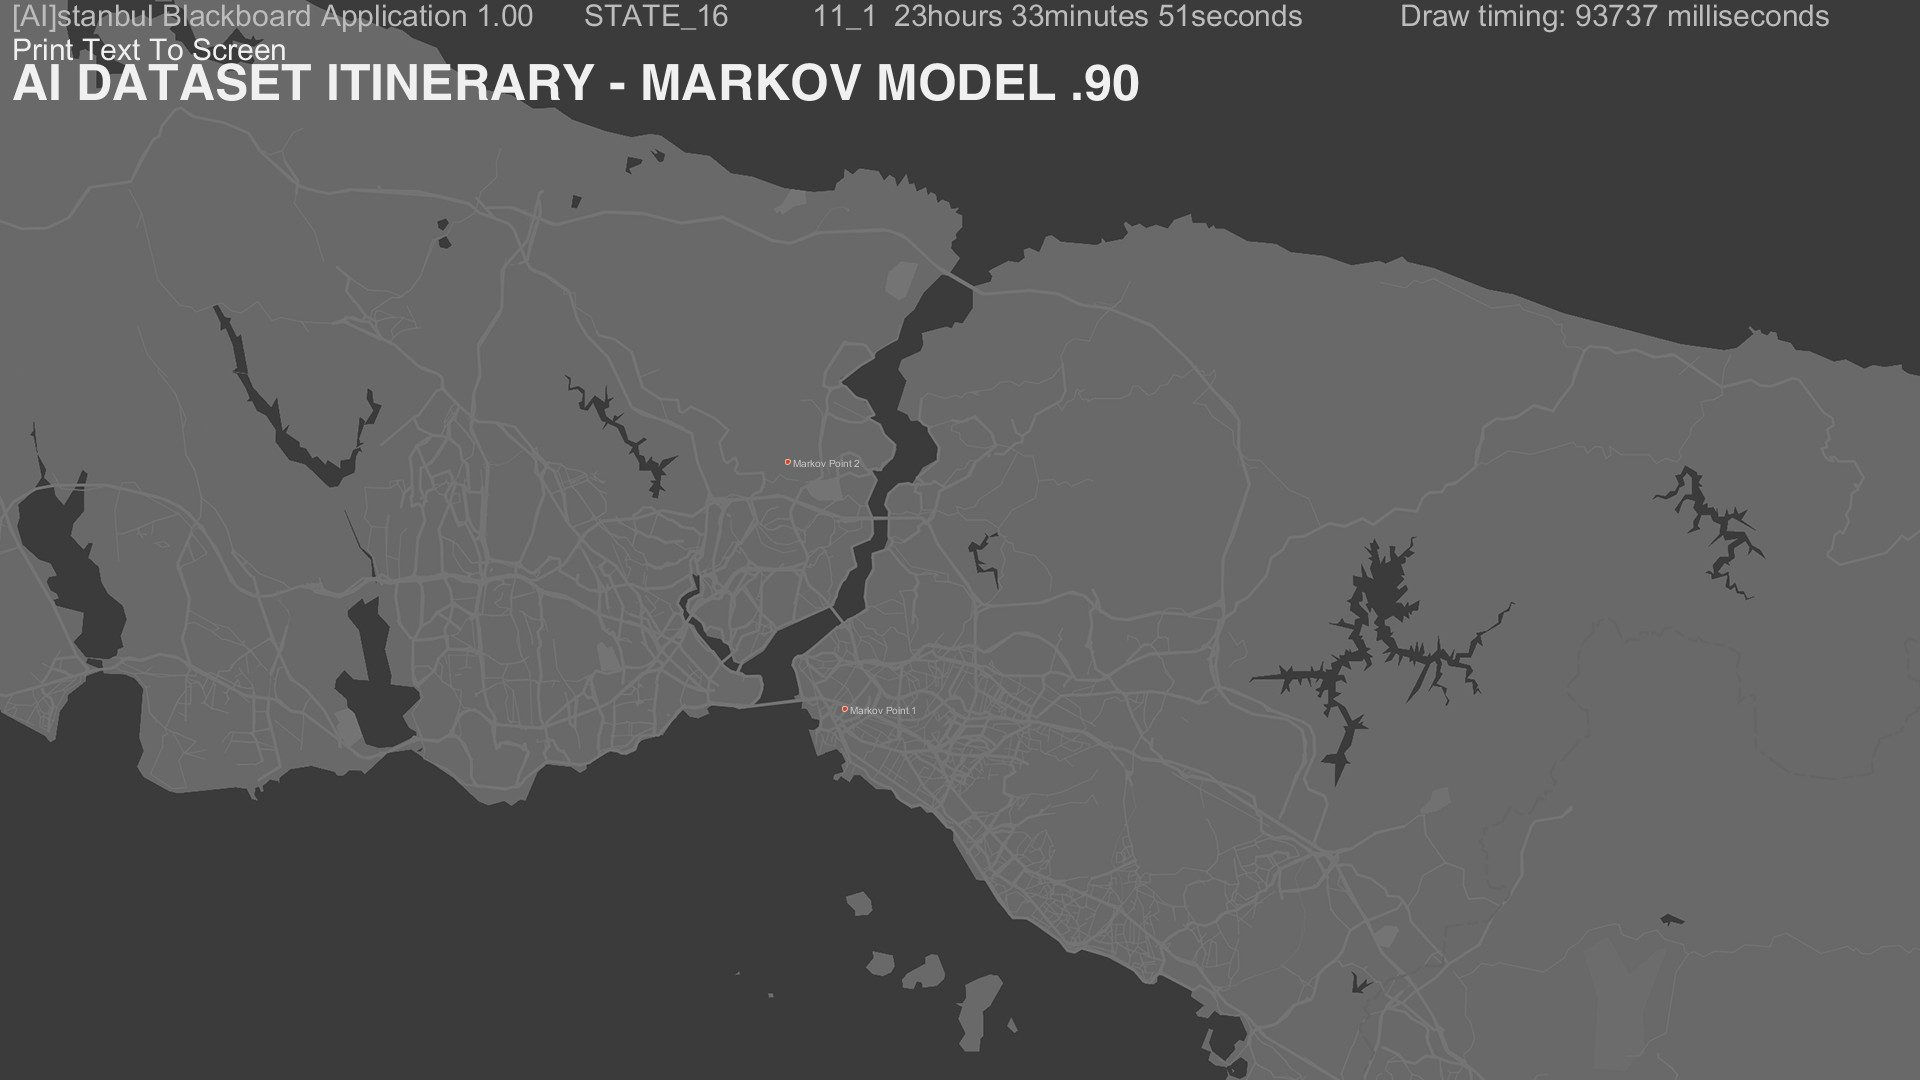 [AI]stanbul Blackboard Application 1.00 STATE_16 11_1 23hours 33minutes 51seconds Draw timing: 93737 milliseconds
Print Text To Screen
AI DATASET ITINERARY - MARKOV MODEL .90
Markov Point 2
Markov Point 1